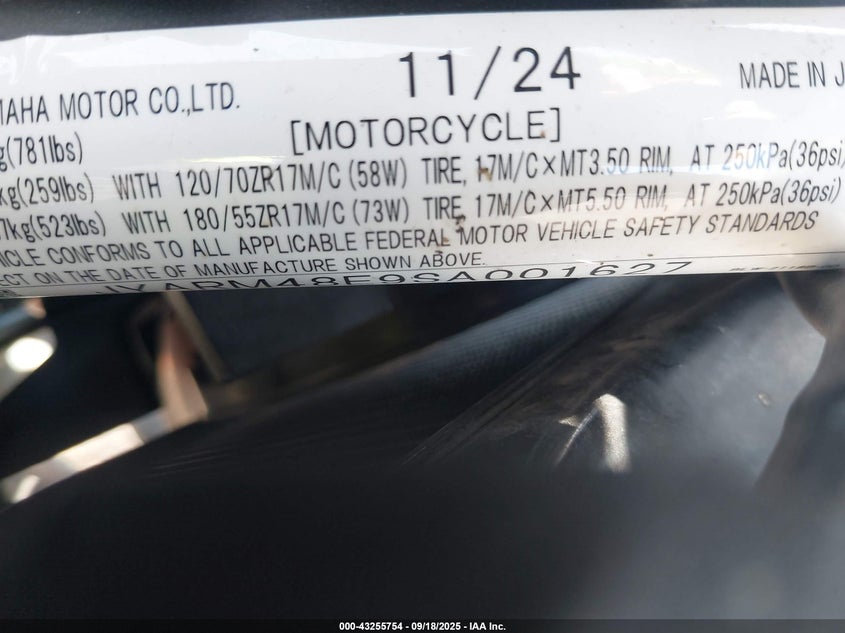 11/24
MAHA MOTOR CO.,LTD.
MADE IN J
[MOTORCYCLE]
g(781lbs)
kg(259lbs) WITH 120/70ZR17M/C (58W) TIRE, 17M/C×MT3.50 RIM, AT 250kPa(36psi)
7kg(523lbs) WITH 180/55ZR17M/C (73W) TIRE, 17M/C×MT5.50 RIM, AT 250kPa(36psi)
ICLE CONFORMS TO ALL APPLICABLE FEDERAL MOTOR VEHICLE SAFETY STANDARDS
ECT ON THE DATE OF MANUFACTURE SHOWN ABOVE.
JYARM48E9SA001627
000-43255754 - 09/18/2025 - IAA Inc.